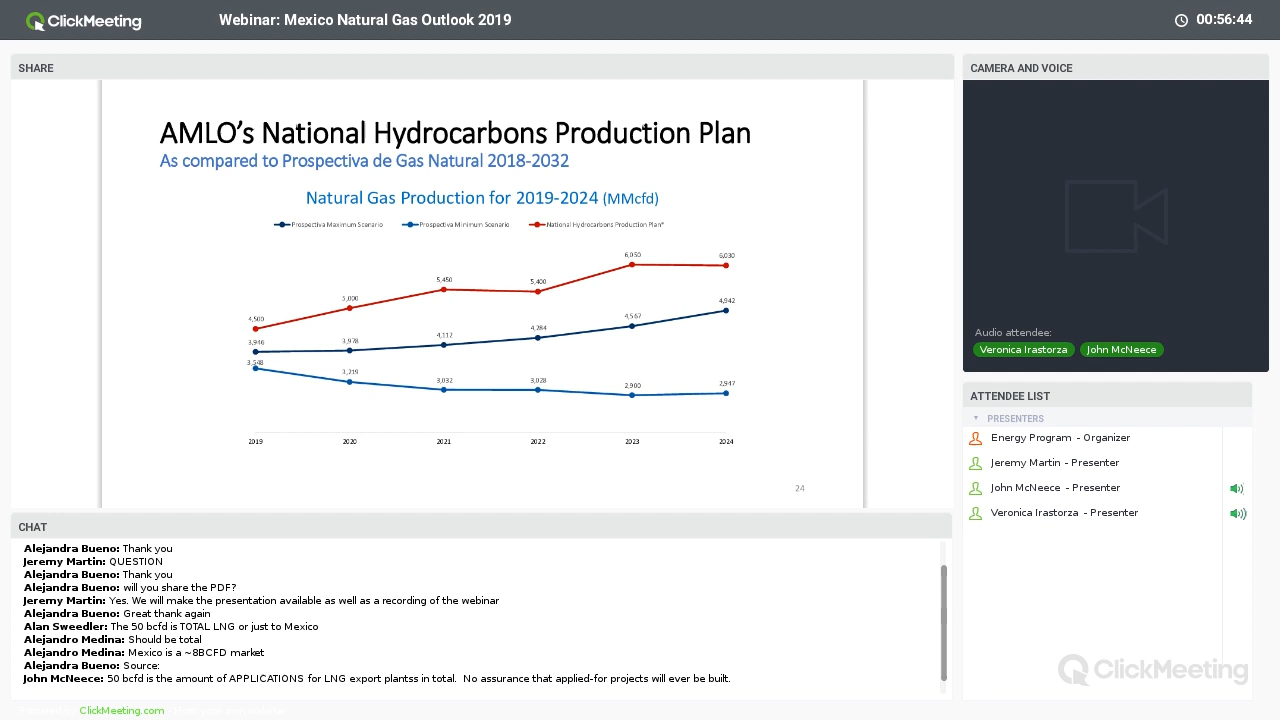 ClickMeeting
Webinar: Mexico Natural Gas Outlook 2019
00:56:44
SHARE
AMLO's National Hydrocarbons Production Plan
As compared to Prospectiva de Gas Natural 2018-2032
Natural Gas Production for 2019-2024 (MMcfd)
Prospectiva Maximum Scenario
Prospectiva Minimum Scenario
National Hydrocarbons Production Plan*
4,500
5,000
5,450
5,400
6,050
6,030
3,946
3,978
4,112
4,284
4,567
4,942
3,548
3,219
3,032
3,028
2,900
2,947
2019
2020
2021
2022
2023
2024
24
CAMERA AND VOICE
Audio attendee:
Veronica Irastorza
John McNeece
ATTENDEE LIST
PRESENTERS
Energy Program - Organizer
Jeremy Martin - Presenter
John McNeece - Presenter
Veronica Irastorza - Presenter
CHAT
Alejandra Bueno: Thank you
Jeremy Martin: QUESTION
Alejandra Bueno: Thank you
Alejandra Bueno: will you share the PDF?
Jeremy Martin: Yes. We will make the presentation available as well as a recording of the webinar
Alejandra Bueno: Great thank again
Alan Sweedler: The 50 bcfd is TOTAL LNG or just to Mexico
Alejandro Medina: Should be total
Alejandro Medina: Mexico is a ~8BCFD market
Alejandra Bueno: Source:
John McNeece: 50 bcfd is the amount of APPLICATIONS for LNG export plantss in total. No assurance that applied-for projects will ever be built.
ClickMeeting
ClickMeeting.com